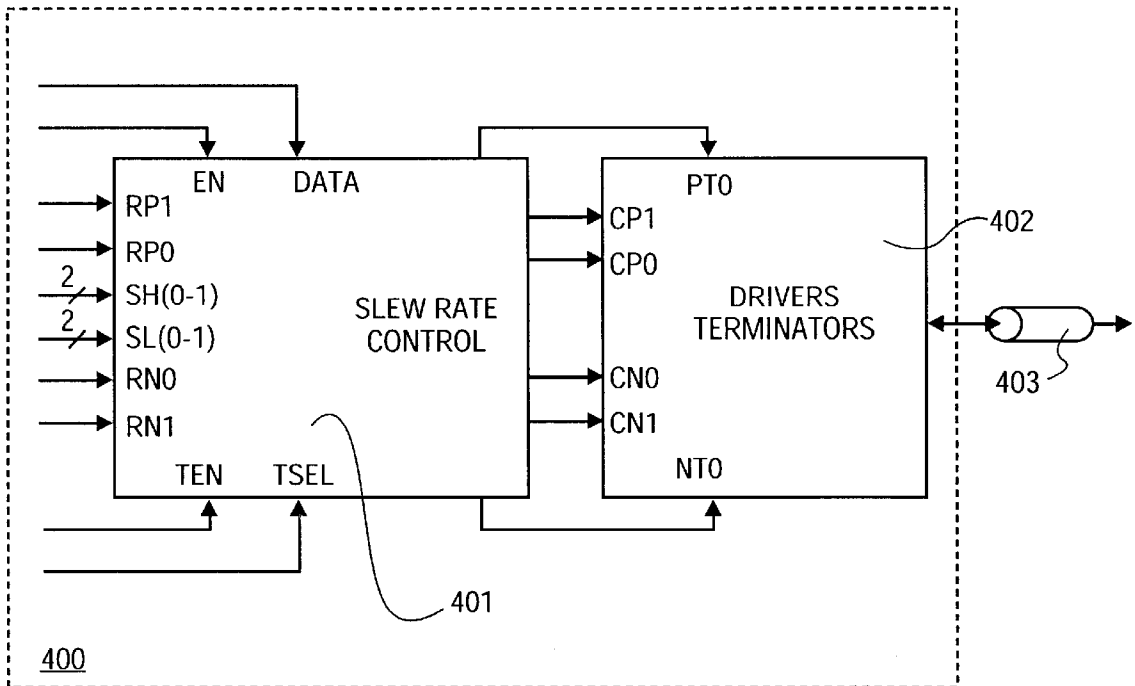 EN DATA
RP1
RP0
2
SH(0-1)
2
SL(0-1)
RN0
RN1
TEN TSEL
SLEW RATE
CONTROL
401
PT0
CP1
CP0
DRIVERS
TERMINATORS
CN0
CN1
NT0
402
403
400